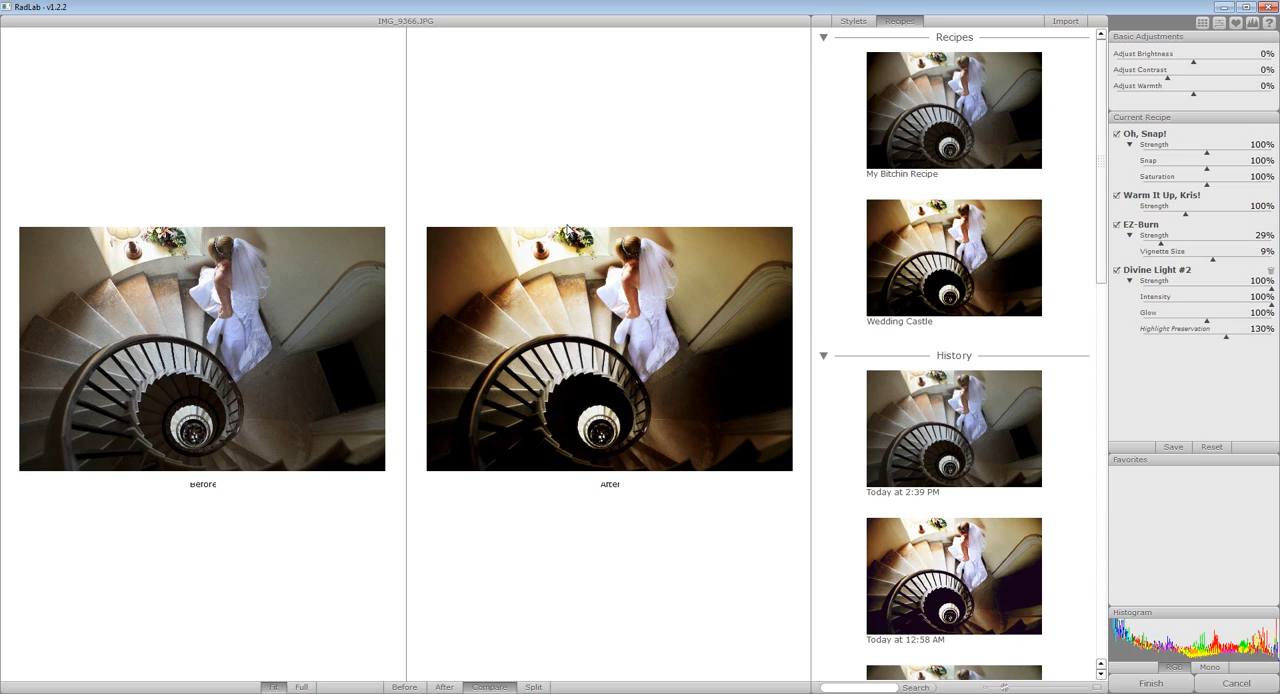 RadLab - v1.2.2
IMG_9366.JPG
Stylets
Recipes
Import
Recipes
My Bitchin Recipe
Wedding Castle
History
Today at 2:39 PM
Today at 12:58 AM
Before
After
Fit
Full
Before
After
Compare
Split
Search
?
Basic Adjustments
Adjust Brightness 0%
Adjust Contrast 0%
Adjust Warmth 0%
Current Recipe
Oh, Snap!
Strength 100%
Snap 100%
Saturation 100%
Warm It Up, Kris!
Strength 100%
EZ-Burn
Strength 29%
Vignette Size 9%
Divine Light #2
Strength 100%
Intensity 100%
Glow 100%
Highlight Preservation 130%
Save
Reset
Favorites
Histogram
RGB
Mono
Finish
Cancel